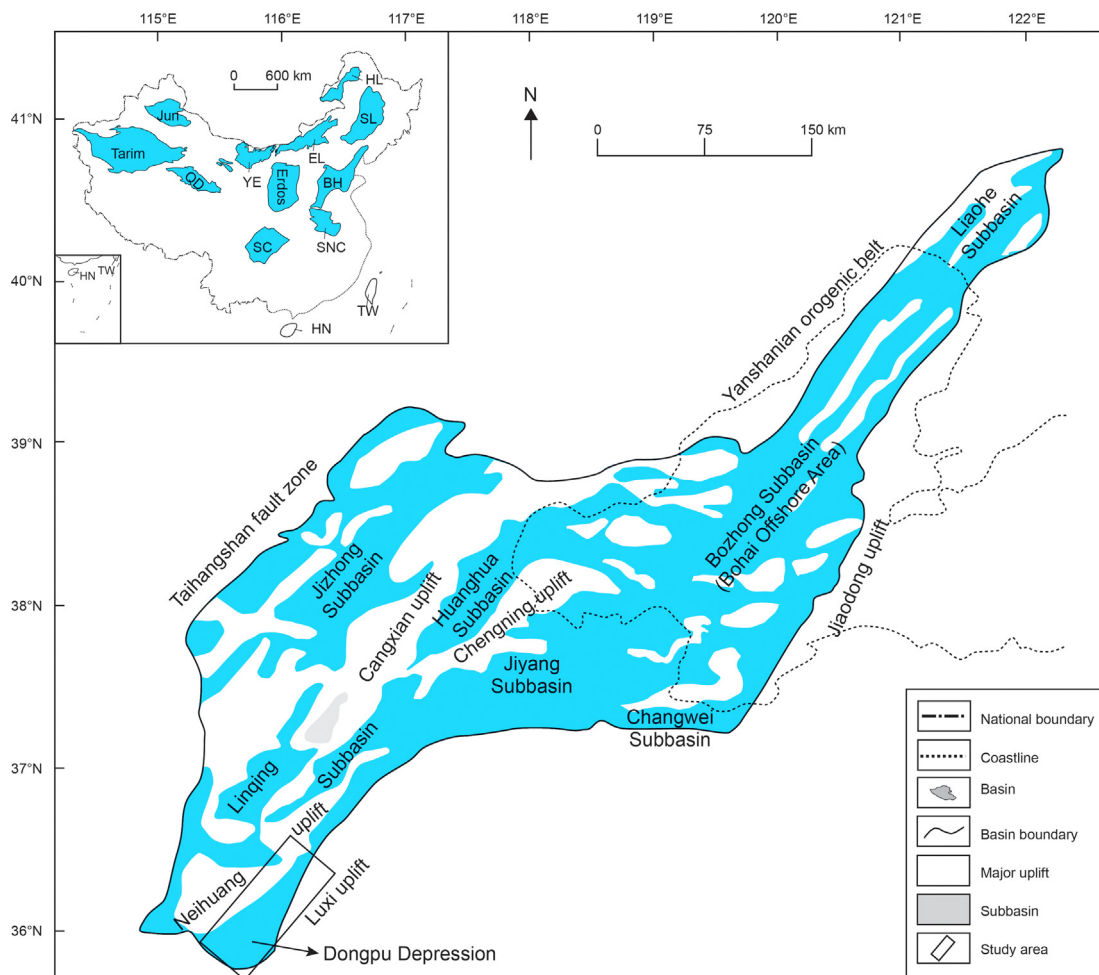 115°E 116°E 117°E 118°E 119°E 120°E 121°E 122°E
41°N
40°N
39°N
38°N
37°N
36°N
0 600 km
HL
Jun
SL
Tarim
EL
QD
YE
Erdos
BH
SC
SNC
HN
TW
TW
HN
N
0 75 150 km
Liaohe
Subbasin
Yanshanian orogenic belt
Bozhong Subbasin
(Bohai Offshore Area)
Jiaodong uplift
Taihangshan fault zone
Jizhong
Subbasin
Cangxian uplift
Huanghua
Subbasin
Chengning uplift
Jiyang
Subbasin
Changwei
Subbasin
Linqing
Subbasin
Neihuang
uplift
Luxi uplift
Dongpu Depression
National boundary
Coastline
Basin
Basin boundary
Major uplift
Subbasin
Study area